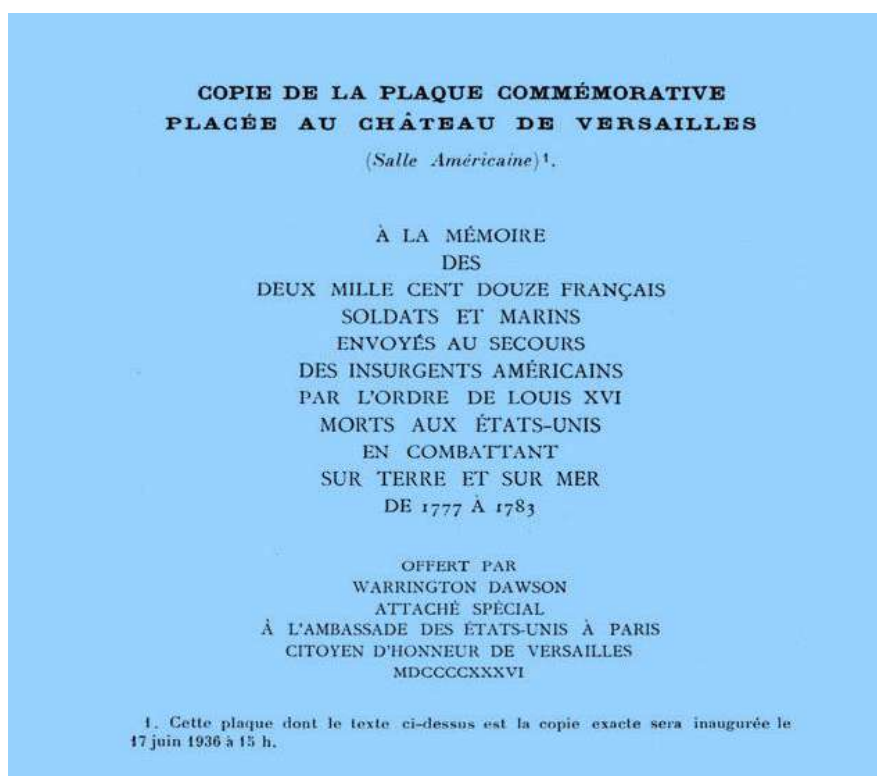 COPIE DE LA PLAQUE COMMÉMORATIVE
PLACÉE AU CHÂTEAU DE VERSAILLES
(Salle Américaine)¹.
À LA MÉMOIRE
DES
DEUX MILLE CENT DOUZE FRANÇAIS
SOLDATS ET MARINS
ENVOYÉS AU SECOURS
DES INSURGENTS AMÉRICAINS
PAR L'ORDRE DE LOUIS XVI
MORTS AUX ÉTATS-UNIS
EN COMBATTANT
SUR TERRE ET SUR MER
DE 1777 À 1783
OFFERT PAR
WARRINGTON DAWSON
ATTACHÉ SPÉCIAL
À L'AMBASSADE DES ÉTATS-UNIS À PARIS
CITOYEN D'HONNEUR DE VERSAILLES
MDCCCCXXXVI
1. Cette plaque dont le texte ci-dessus est la copie exacte sera inaugurée le
17 juin 1936 à 15 h.